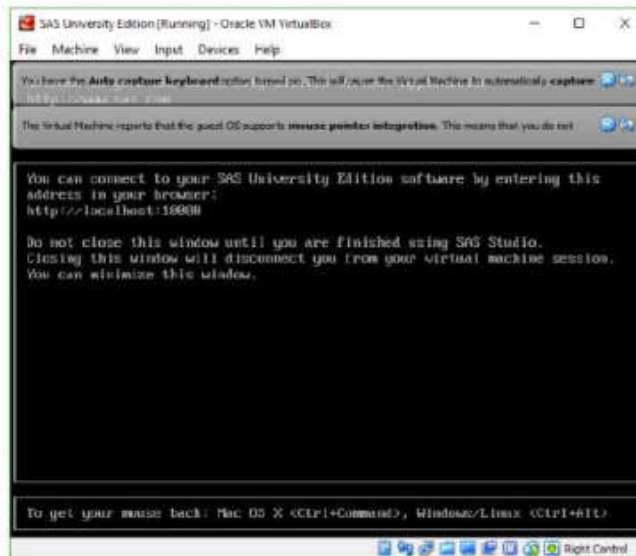 SAS University Edition [Running] - Oracle VM VirtualBox
File Machine View Input Devices Help
You have the Auto capture keyboard option turned on. This will cause the Virtual Machine to automatically capture
http://www.sas.com
The Virtual Machine reports that the guest OS supports mouse pointer integration. This means that you do not
You can connect to your SAS University Edition software by entering this
address in your browser:
http://localhost:10080
Do not close this window until you are finished using SAS Studio.
Closing this window will disconnect you from your virtual machine session.
You can minimize this window.
To get your mouse back: Mac OS X <Ctrl+Command>, Windows/Linux <Ctrl+Alt>
Right Control